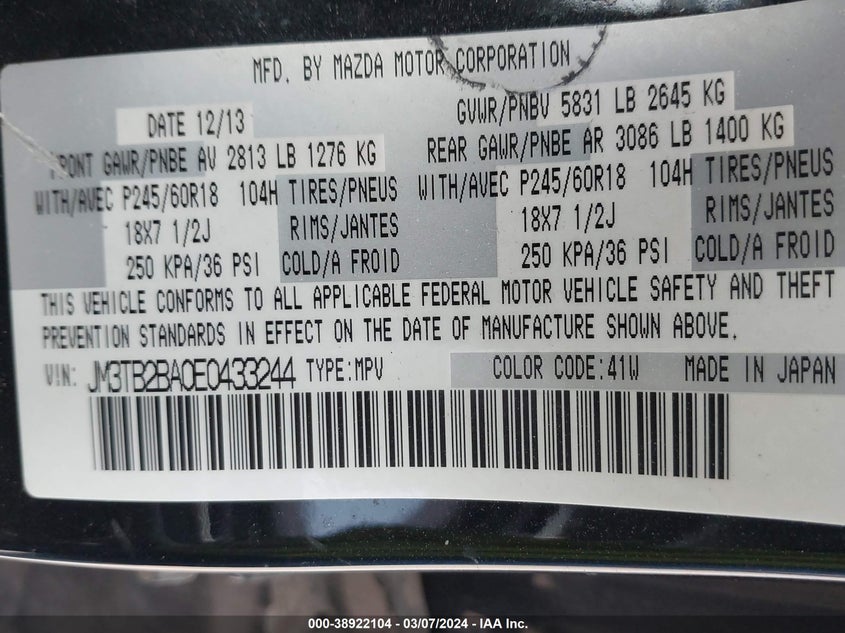 MFD. BY MAZDA MOTOR CORPORATION
DATE 12/13 GVWR/PNBV 5831 LB 2645 KG
FRONT GAWR/PNBE AV 2813 LB 1276 KG REAR GAWR/PNBE AR 3086 LB 1400 KG
WITH/AVEC P245/60R18 104H TIRES/PNEUS WITH/AVEC P245/60R18 104H TIRES/PNEUS
18X7 1/2J RIMS/JANTES 18X7 1/2J RIMS/JANTES
250 KPA/36 PSI COLD/A FROID 250 KPA/36 PSI COLD/A FROID
THIS VEHICLE CONFORMS TO ALL APPLICABLE FEDERAL MOTOR VEHICLE SAFETY AND THEFT
PREVENTION STANDARDS IN EFFECT ON THE DATE OF MANUFACTURE SHOWN ABOVE.
VIN: JM3TB2BA0E0433244 TYPE:MPV COLOR CODE:41W MADE IN JAPAN
000-38922104 — 03/07/2024 — IAA Inc.